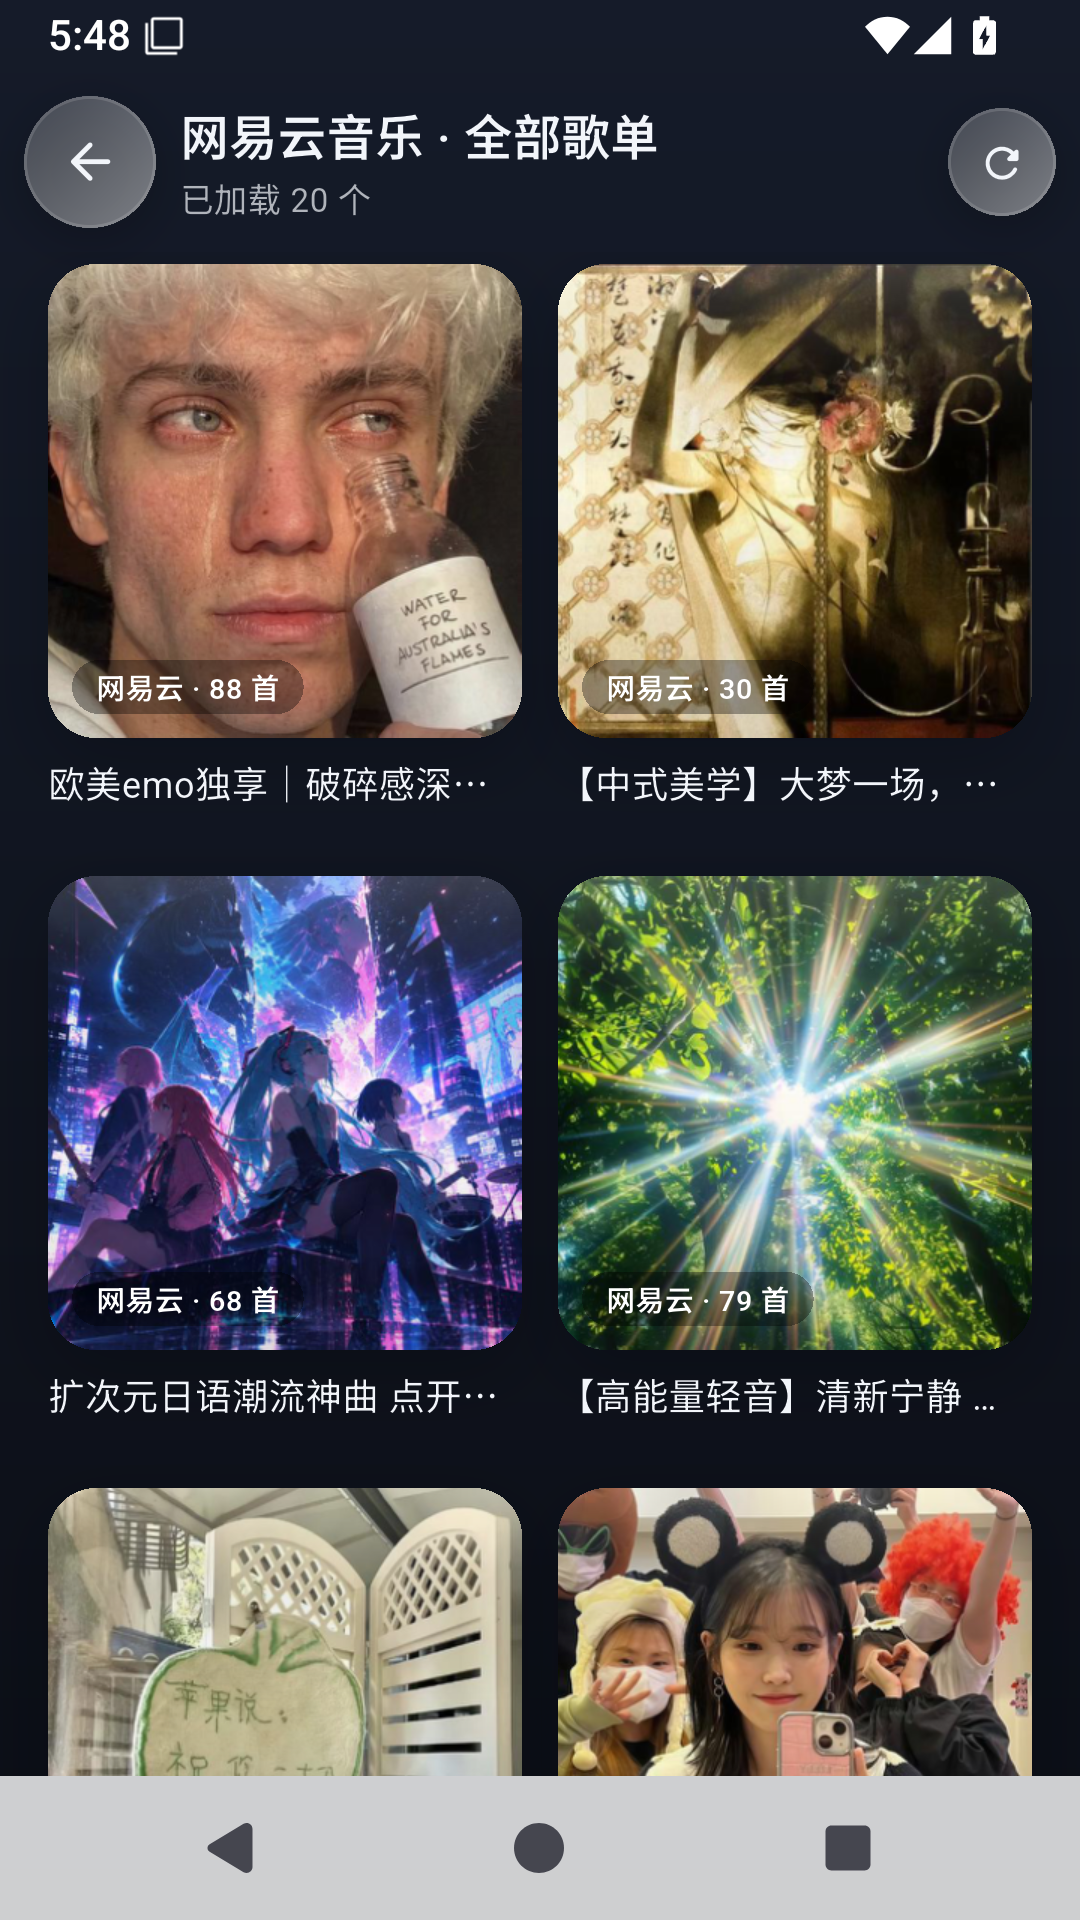 5:48
网易云音乐 · 全部歌单
已加载 20 个
WATER
FOR
AUSTRALIA'S
FLAMES
网易云 · 88 首
网易云 · 30 首
欧美emo独享｜破碎感深…
【中式美学】大梦一场，…
网易云 · 68 首
网易云 · 79 首
扩次元日语潮流神曲 点开…
【高能量轻音】清新宁静 ...
苹果说：